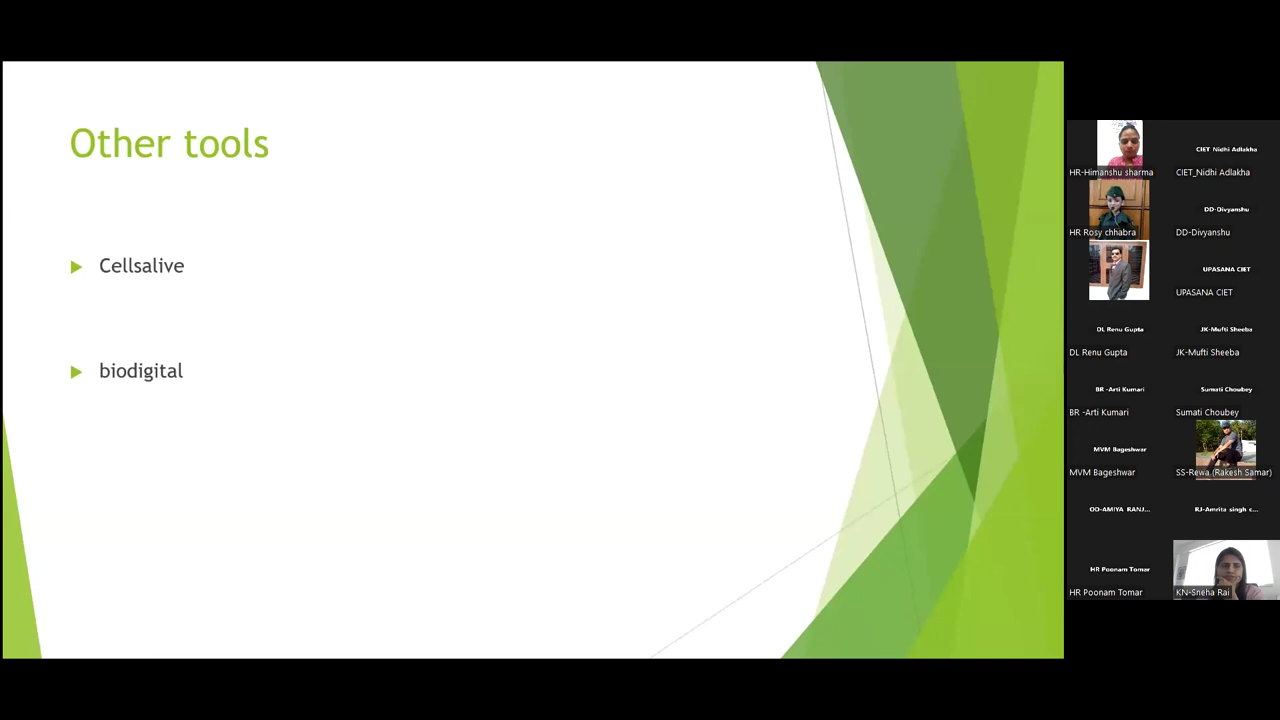 Other tools
Cellsalive
biodigital
HR-Himanshu sharma
CIET_Nidhi Adlakha
CIET_Nidhi Adlakha
HR Rosy chhabra
DD-Divyanshu
DD-Divyanshu
UPASANA CIET
UPASANA CIET
DL Renu Gupta
DL Renu Gupta
JK-Mufti Sheeba
JK-Mufti Sheeba
BR -Arti Kumari
BR -Arti Kumari
Sumati Choubey
Sumati Choubey
MVM Bageshwar
MVM Bageshwar
SS-Rewa.(Rakesh Samar)
OD-AMIYA RANJ...
RJ-Amrita singh c...
HR Poonam Tomar
HR Poonam Tomar
KN-Sneha Rai